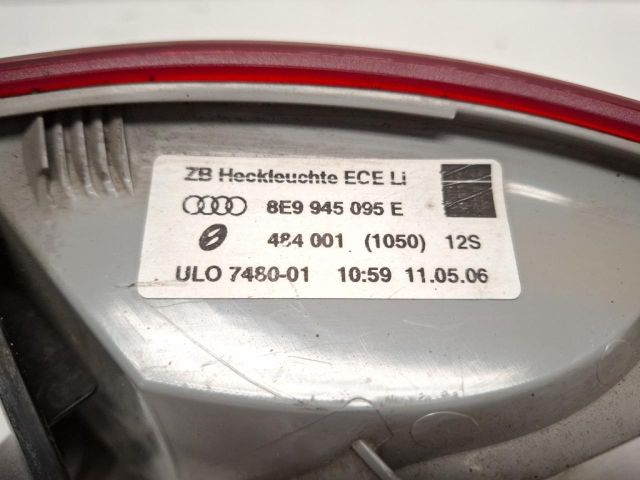 ZB Heckleuchte ECE Li
8E9 945 095 E
484 001 (1050) 12S
ULO 7480-01 10:59 11.05.06